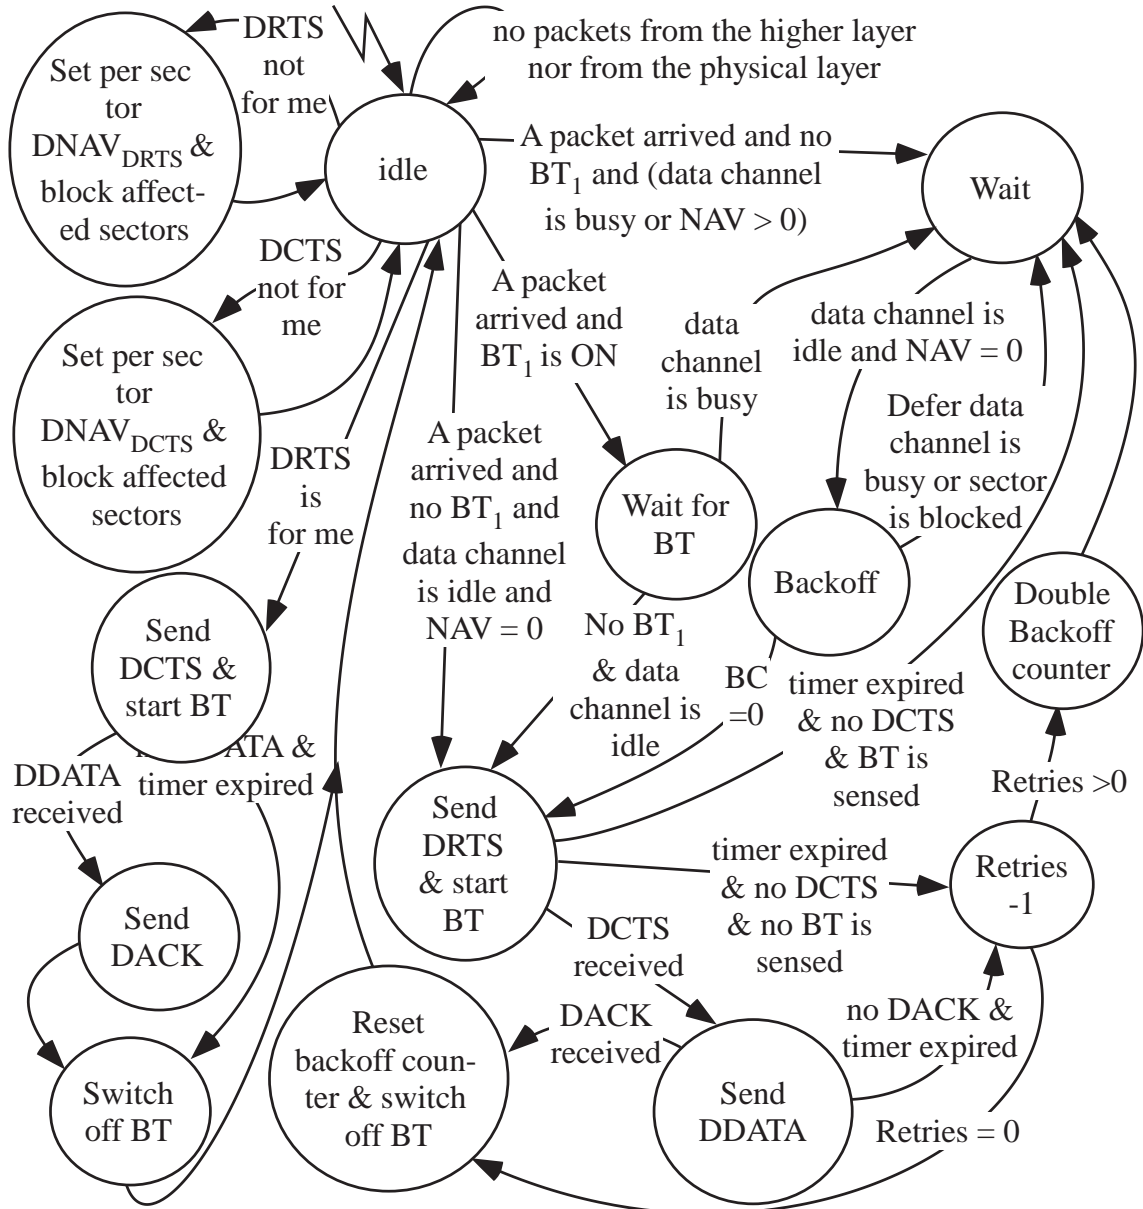 DRTS
not
for me
no packets from the higher layer
nor from the physical layer
Set per sec
tor
DNAV_DRTS &
block affect-
ed sectors
idle
A packet arrived and no
BT_1 and (data channel
is busy or NAV > 0)
Wait
DCTS
not for
me
A packet
arrived and
BT_1 is ON
data
channel
is busy
data channel is
idle and NAV = 0
Set per sec
tor
DNAV_DCTS &
block affected
sectors
DRTS
is
for me
A packet
arrived and
no BT_1 and
data channel
is idle and
NAV = 0
Wait for
BT
Defer data
channel is
busy or sector
is blocked
Backoff
Double
Backoff
counter
Send
DCTS &
start BT
No BT_1
& data
channel is
idle
BC
=0
timer expired
& no DCTS
& BT is
sensed
DDATA
received
ATA &
timer expired
Retries >0
Send
DRTS
& start
BT
timer expired
& no DCTS
& no BT is
sensed
Retries
-1
Send
DACK
DCTS
received
DACK
received
no DACK &
timer expired
Reset
backoff coun-
ter & switch
off BT
Send
DDATA
Switch
off BT
Retries = 0